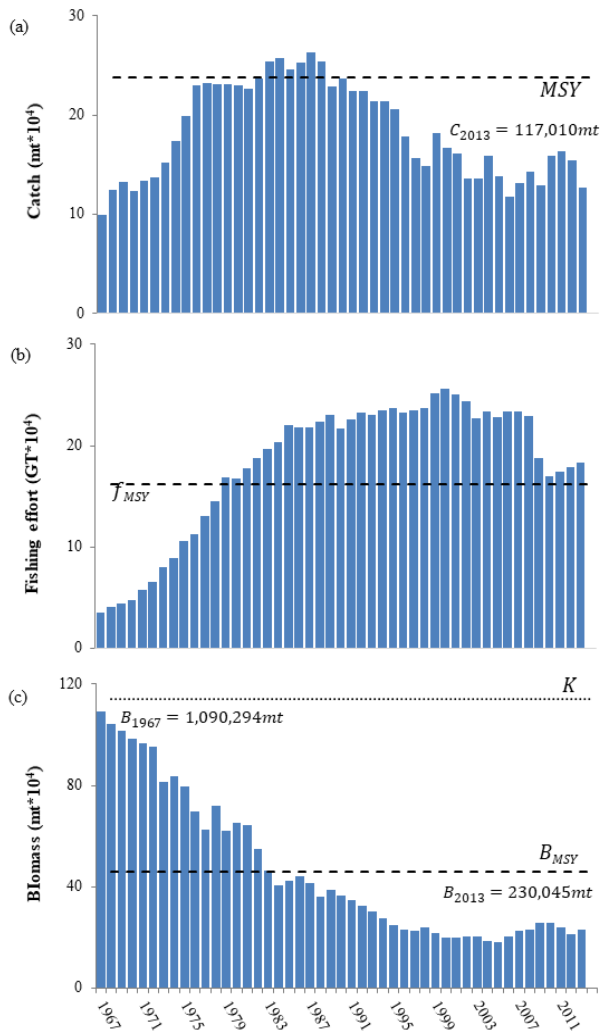 (a)
Catch (mt*10⁴)
30
20
10
0
MSY
C₂₀₁₃ = 117,010mt
(b)
Fishing effort (GT*10⁴)
30
20
10
0
f_MSY
(c)
BIomass (mt*10⁴)
120
80
40
0
K
B₁₉₆₇ = 1,090,294mt
B_MSY
B₂₀₁₃ = 230,045mt
1967 1971 1975 1979 1983 1987 1991 1995 1999 2003 2007 2011